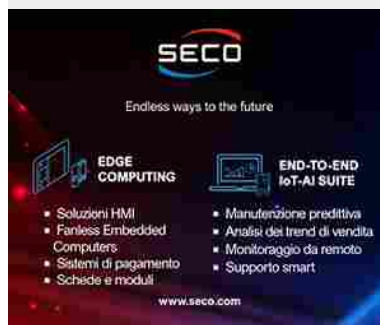 SECO
Endless ways to the future
EDGE
COMPUTING
▪ Soluzioni HMI
▪ Fanless Embedded
Computers
▪ Sistemi di pagamento
▪ Schede e moduli
END-TO-END
IoT-AI SUITE
▪ Manutenzione predittiva
▪ Analisi dei trend di vendita
▪ Monitoraggio da remoto
▪ Supporto smart
www.seco.com